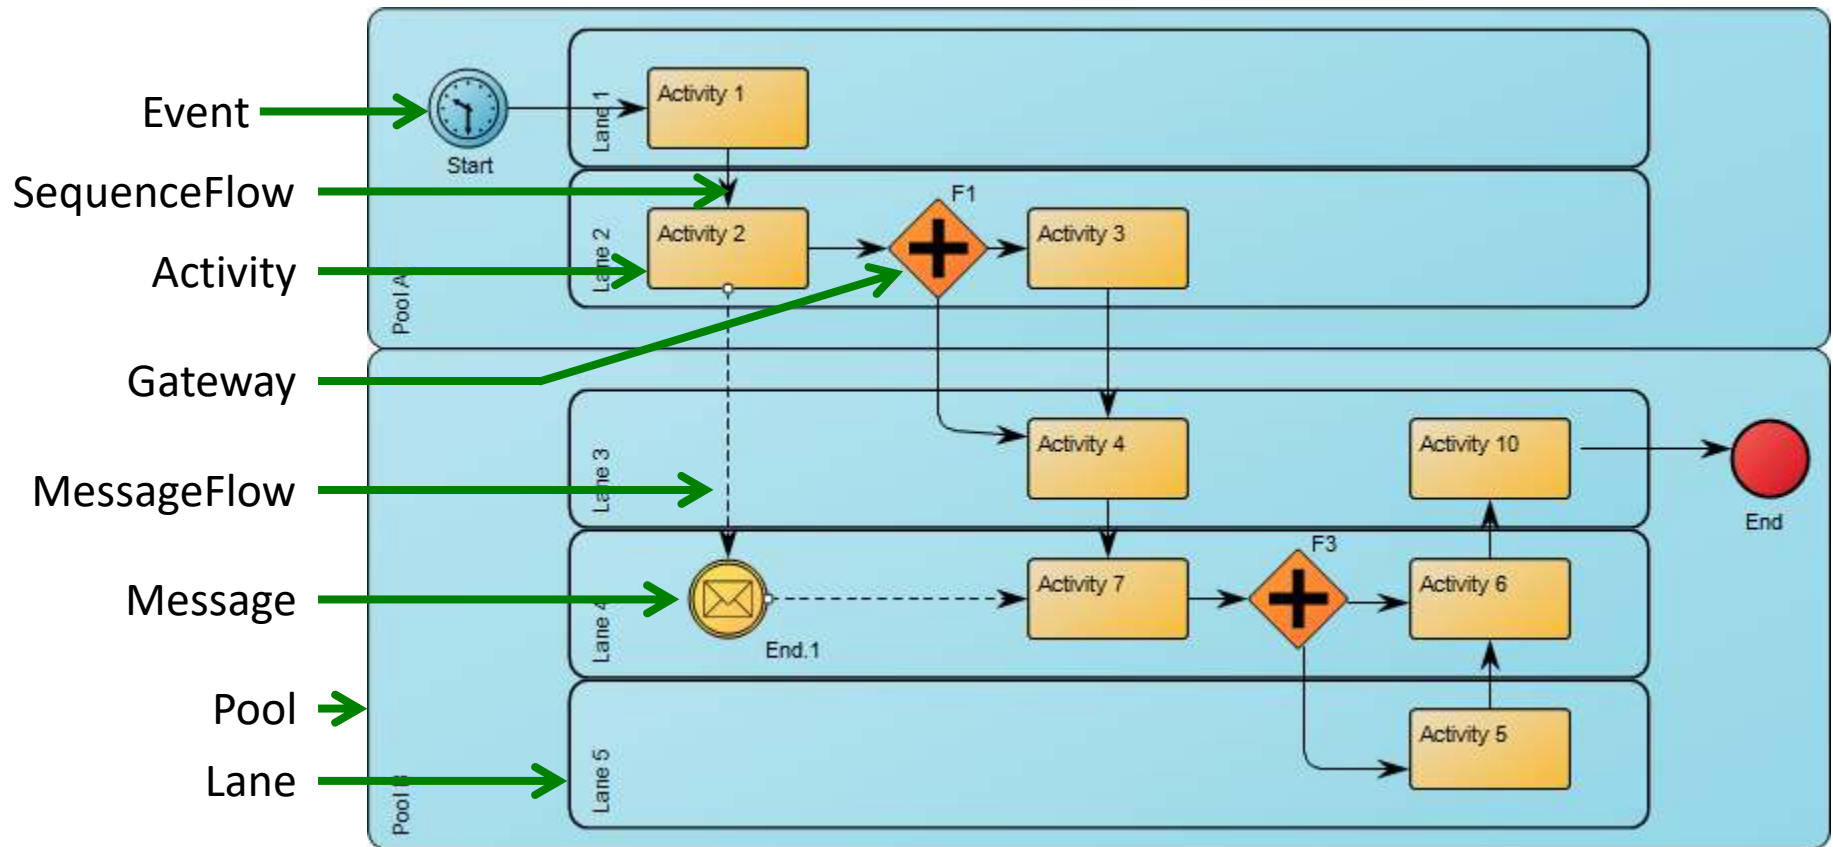 Event
SequenceFlow
Activity
Gateway
MessageFlow
Message
Pool
Lane
Pool A
Start
Lane 1
Activity 1
Lane 2
Activity 2
F1
Activity 3
Pool B
Lane 3
Activity 4
Activity 10
End
Lane 4
End.1
Activity 7
F3
Activity 6
Lane 5
Activity 5